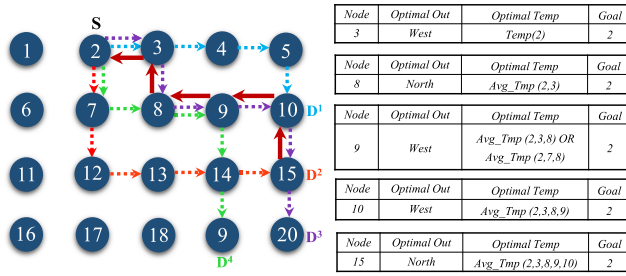 S
1 2 3 4 5
6 7 8 9 10 D1
11 12 13 14 15 D2
16 17 18 9 20 D3
D4
Node Optimal Out Optimal Temp Goal
3 West Temp(2) 2
Node Optimal Out Optimal Temp Goal
8 North Avg_Tmp (2,3) 2
Node Optimal Out Optimal Temp Goal
9 West Avg_Tmp (2,3,8) OR 2
Avg_Tmp (2,7,8)
Node Optimal Out Optimal Temp Goal
10 West Avg_Tmp (2,3,8,9) 2
Node Optimal Out Optimal Temp Goal
15 North Avg_Tmp (2,3,8,9,10) 2